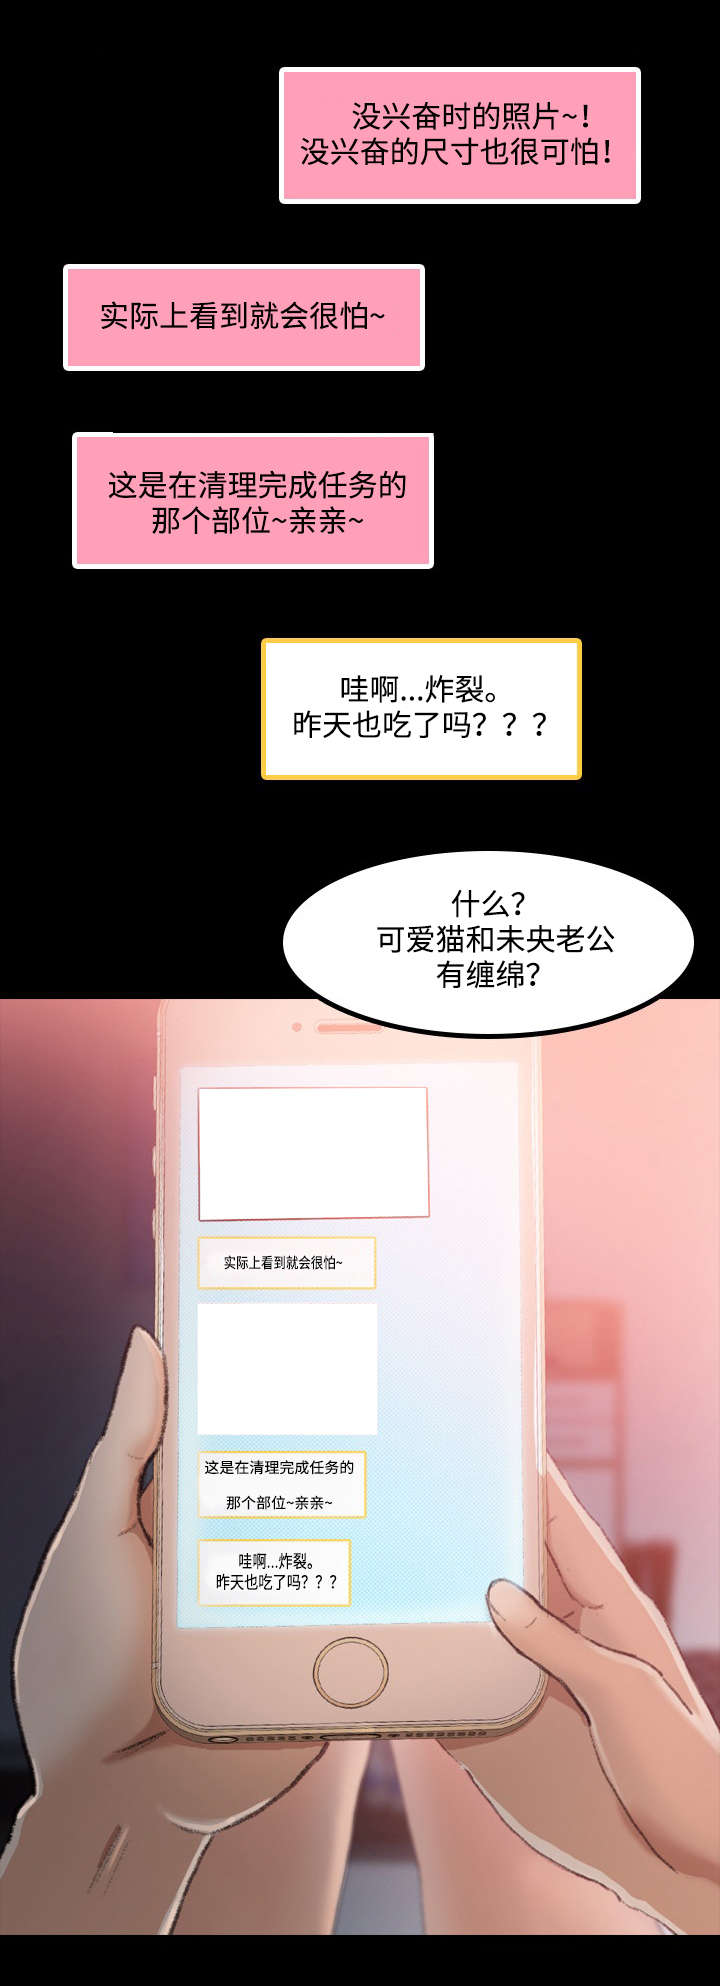 没兴奋时的照片~!
没兴奋的尺寸也很可怕!
实际上看到就会很怕~
这是在清理完成任务的
那个部位~亲亲~
哇啊...炸裂。
昨天也吃了吗？？？
什么？
可爱猫和未央老公
有缠绵？
实际上看到就会很怕~
这是在清理完成任务的
那个部位~亲亲~
哇啊...炸裂。
昨天也吃了吗？？？